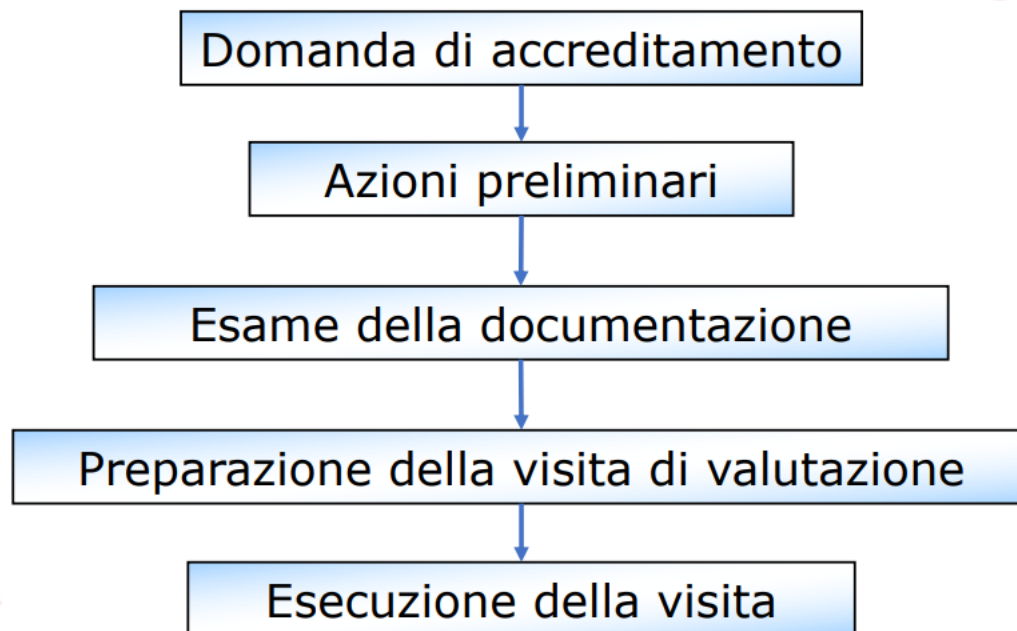 Domanda di accreditamento
Azioni preliminari
Esame della documentazione
Preparazione della visita di valutazione
Esecuzione della visita